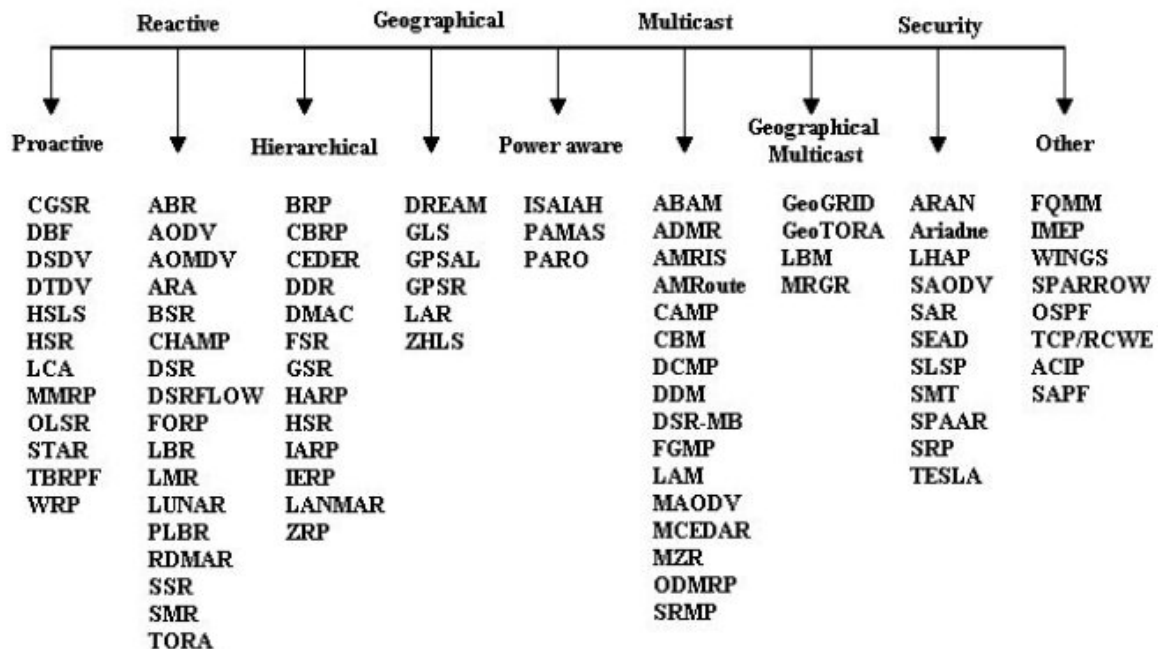 Reactive Geographical Multicast Security
Proactive Hierarchical Power aware Geographical Multicast Other
CGSR
DBF
DSDV
DTDV
HSLS
HSR
LCA
MMRP
OLSR
STAR
TBRPF
WRP
ABR
AODV
AOMDV
ARA
BSR
CHAMP
DSR
DSRFLOW
FORP
LBR
LMR
LUNAR
PLBR
RDMAR
SSR
SMR
TORA
BRP
CBRP
CEDER
DDR
DMAC
FSR
GSR
HARP
HSR
IARP
IERP
LANMAR
ZRP
DREAM
GLS
GPSAL
GPSR
LAR
ZHLS
ISAIAH
PAMAS
PARO
ABAM
ADMR
AMRIS
AMRoute
CAMP
CBM
DCMP
DDM
DSR-MB
FGMP
LAM
MAODV
MCEDAR
MZR
ODMRP
SRMP
GeoGRID
GeoTORA
LBM
MRGR
ARAN
Ariadne
LHAP
SAODV
SAR
SEAD
SLSP
SMT
SPAAR
SRP
TESLA
FQMM
IMEP
WINGS
SPARROW
OSPF
TCP/RCWE
ACIP
SAPF